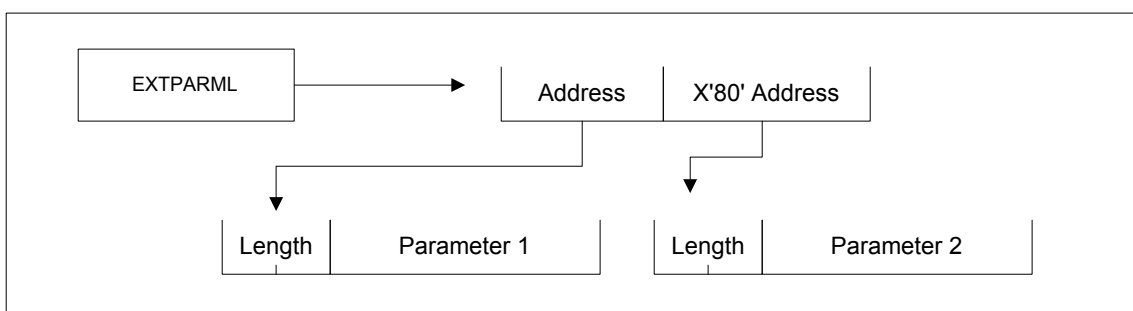 EXTPARML
Address X'80' Address
Length Parameter 1 Length Parameter 2